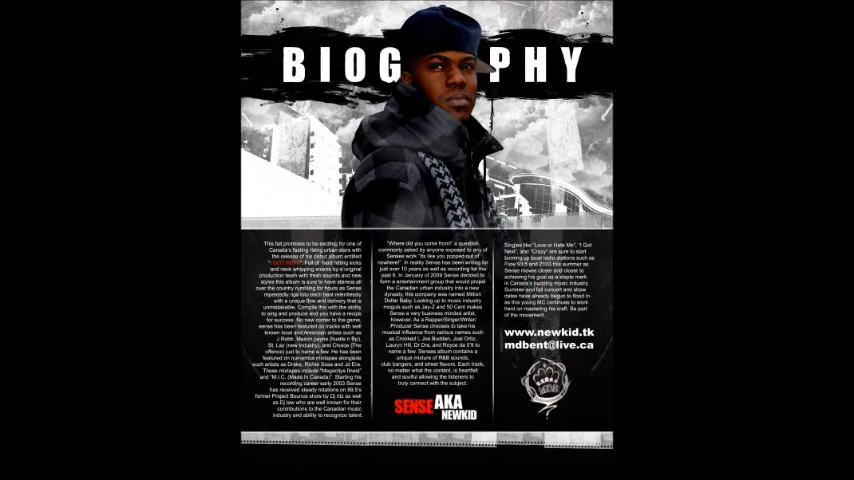 BIOG PHY
This fall promises to be exciting for one of
Canada's fasting rising urban stars with
the release of his debut album entitled
Full of hard hitting kicks
and neck whipping snares by a original
production team with fresh sounds and new
styles this album is sure to have stereos all
over the country rumbling for hours as Sense
repeatedly rips into each beat relentlessly
with a unique flow and delivery that is
unmistakable. Compile this with the ability
to sing and produce and you have a recipe
for success. No new comer to the game,
sense has been featured on tracks with well
known local and American artists such as
J Rebb, Maxon payne (hustle n flip),
St. Laz (new industry), and Choice (The
offence) just to name a few. He has been
featured on numerous mixtapes alongside
such artists as Drake, Richie Sosa and Jd Era.
These mixtapes include "Megacitys finest"
and "M.I.C. (Made In Canada)". Starting his
recording career early 2003 Sense
has received steady rotations on 89.5's
former Project Bounce show by Dj ritz as well
as Dj law who are well known for their
contributions to the Canadian music
industry and ability to recognize talent.
"Where did you come from" a question
commonly asked by anyone exposed to any of
Senses work "its like you popped out of
nowhere!". In reality Sense has been writing for
just over 10 years as well as recording for the
past 6. In January of 2009 Sense decided to
form a entertainment group that would propel
the Canadian urban industry into a new
dynasty, this company was named Million
Dollar Baby. Looking up to music industry
moguls such as Jay-Z and 50 Cent makes
Sense a very business minded artist,
however, As a Rapper/Singer/Writer/
Producer Sense chooses to take his
musical influence from various names such
as Crooked I, Joe Budden, Joel Ortiz,
Lauryn Hill, Dr Dre, and Royce da 5'9 to
name a few. Senses album contains a
unique mixture of R&B sounds,
club bangers, and street flavors. Each track,
no matter what the content, is heartfelt
and soulful allowing the listeners to
truly connect with the subject.
SENSE AKA
NEWKID
Singles like "Love or Hate Me", "I Got
Next", and "Crazy" are sure to start
burning up local radio stations such as
Flow 93.5 and Z103 this summer as
Sense moves closer and closer to
achieving his goal as a staple mark
in Canada's budding music industry.
Summer and fall concert and show
dates have already begun to flood in
as this young MC continues to work
hard on mastering his craft. Be part
of the movement.
www.newkid.tk
mdbent@live.ca